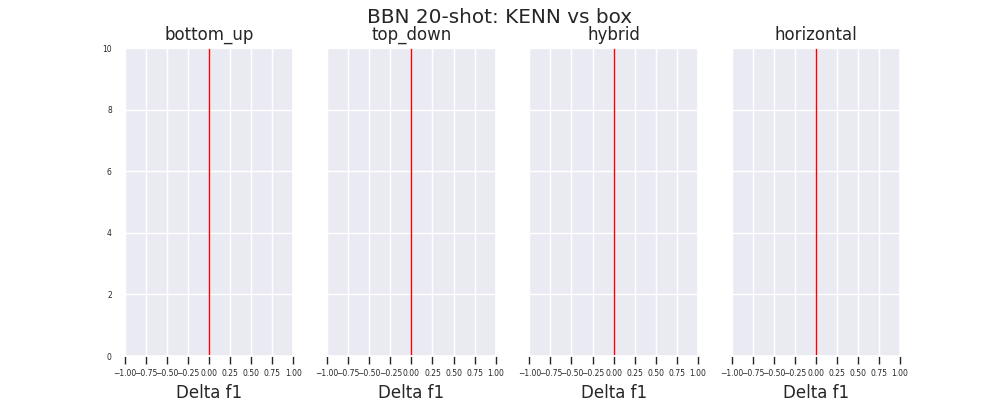 BBN 20-shot: KENN vs box
bottom_up top_down hybrid horizontal
10
8
6
4
2
0
−1.00 −0.75 −0.50 −0.25 0.00 0.25 0.50 0.75 1.00 −1.00 −0.75 −0.50 −0.25 0.00 0.25 0.50 0.75 1.00 −1.00 −0.75 −0.50 −0.25 0.00 0.25 0.50 0.75 1.00 −1.00 −0.75 −0.50 −0.25 0.00 0.25 0.50 0.75 1.00
Delta f1 Delta f1 Delta f1 Delta f1